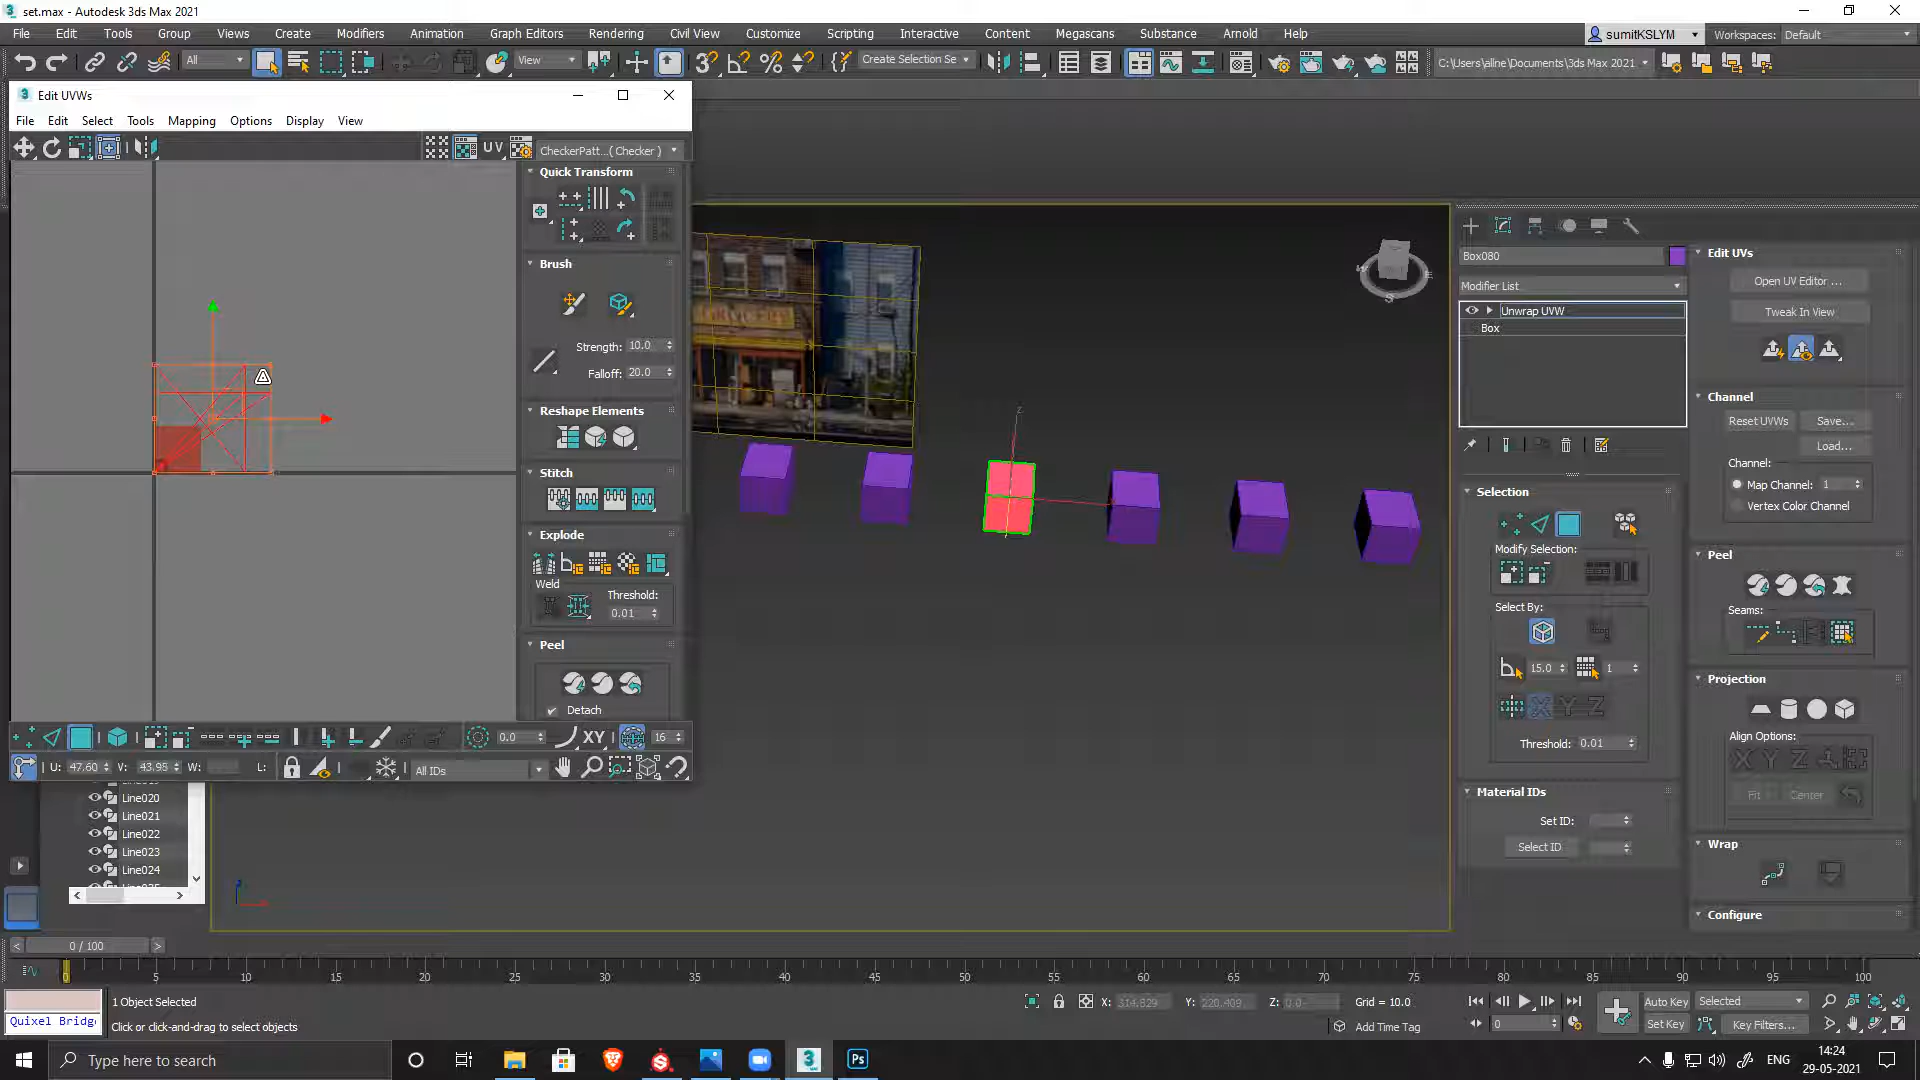 set.max - Autodesk 3ds Max 2021
File Edit Tools Group Views Create Modifiers Animation Graph Editors Rendering Civil View Customize Scripting Interactive Content Megascans Substance Arnold Help
sumitKSLYM Workspaces: Default
All View Create Selection Se C:\Users\aline\Documents\3ds Max 2021
Edit UVWs
File Edit Select Tools Mapping Options Display View
UV CheckerPatt...( Checker )
Quick Transform
Brush
Strength: 10.0
Falloff: 20.0
Reshape Elements
Stitch
Explode
Weld
Threshold:
0.01
Peel
Detach
0.0 XY 16
U: 47.60 V: 43.95 W: L: All IDs
Line020
Line021
Line022
Line023
Line024
Box080
Modifier List
Unwrap UVW
Box
Selection
Modify Selection:
Select By:
15.0 1
X Y Z
Threshold: 0.01
Material IDs
Set ID:
Select ID
Edit UVs
Open UV Editor ...
Tweak In View
Channel
Reset UVWs Save...
Load...
Channel:
Map Channel: 1
Vertex Color Channel
Peel
Seams:
Projection
Align Options:
X Y Z
Fit Center
Wrap
Configure
0 / 100
0 5 10 15 20 25 30 35 40 45 50 55 60 65 70 75 80 85 90 95 100
1 Object Selected
Click or click-and-drag to select objects
Quixel Bridg
X: 314.829 Y: 220.409 Z: 0.0 Grid = 10.0
Add Time Tag
0
Auto Key Selected
Set Key Key Filters...
Type here to search
Ps
ENG
14:24
29-05-2021